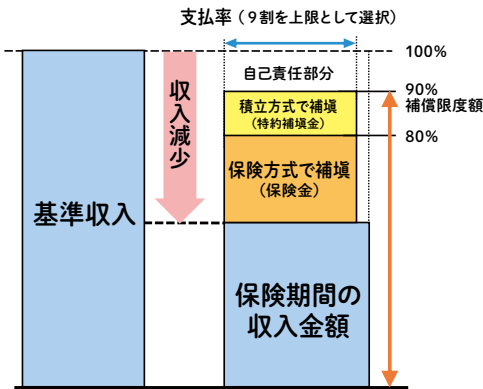 支払率（９割を上限として選択）
100%
自己責任部分
90%
補償限度額
積立方式で補塡
（特約補塡金）
80%
収入減少
保険方式で補塡
（保険金）
基準収入
保険期間の
収入金額